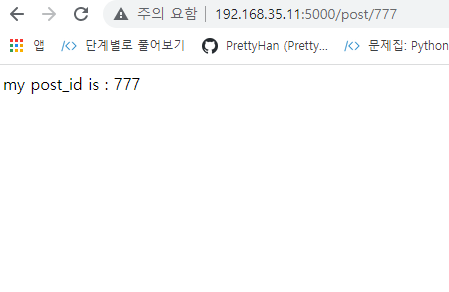 주의 요함 192.168.35.11:5000/post/777
앱 단계별로 풀어보기 PrettyHan (Pretty... 문제집: Python
my post_id is : 777